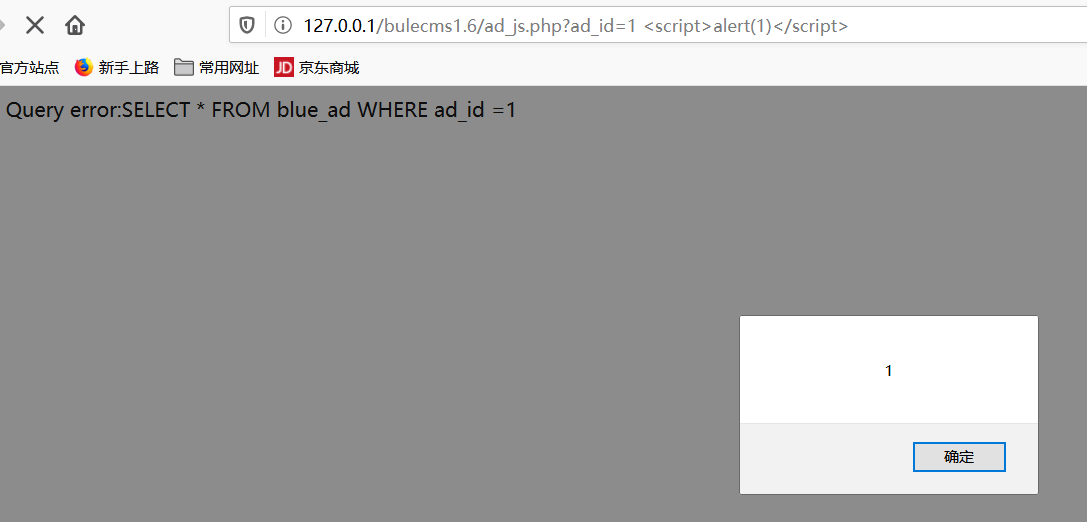 127.0.0.1/bulecms1.6/ad_js.php?ad_id=1 <script>alert(1)</script>
官方站点 新手上路 常用网址 JD 京东商城
Query error:SELECT * FROM blue_ad WHERE ad_id =1
1
确定